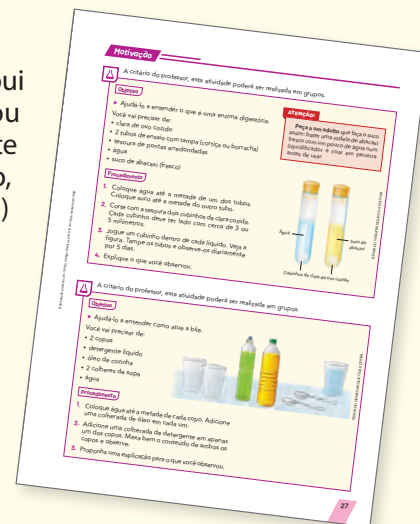 pui
ou
te
o,
)
Motivação
A critério do professor, esta atividade poderá ser realizada em grupos.
Objetivo
▸ Ajudá-lo a entender o que é uma enzima digestória.
Você vai precisar de:
• clara de ovo cozido
• 2 tubos de ensaio com tampa (cortiça ou borracha)
• tesoura de pontas arredondadas
• água
• suco de abacaxi (fresco)
ATENÇÃO!
Peça a um adulto que faça o suco
assim: bater uma rodela de abacaxi
fresco com um pouco de água num
liquidificador e coar em peneira
antes de usar.
Procedimento
1. Coloque água até a metade de um dos tubos.
Coloque suco até a metade do outro tubo.
2. Corte com a tesoura dois cubinhos da clara cozida.
Cada cubinho deve ter lado com cerca de 3 ou
5 milímetros.
3. Jogue um cubinho dentro de cada líquido. Veja a
figura. Tampe os tubos e observe-os diariamente
por 5 dias.
4. Explique o que você observou.
Água
Suco de
abacaxi
Cubinhos de clara de ovo cozida
A critério do professor, esta atividade poderá ser realizada em grupos.
Objetivo
▸ Ajudá-lo a entender como atua a bile.
Você vai precisar de:
• 2 copos
• detergente líquido
• óleo de cozinha
• 2 colheres de sopa
• água
Procedimento
1. Coloque água até a metade de cada copo. Adicione
uma colherada de óleo em cada um.
2. Adicione uma colherada de detergente em apenas
um dos copos. Mexa bem o conteúdo de ambos os
copos e observe.
3. Proponha uma explicação para o que você observou.
27